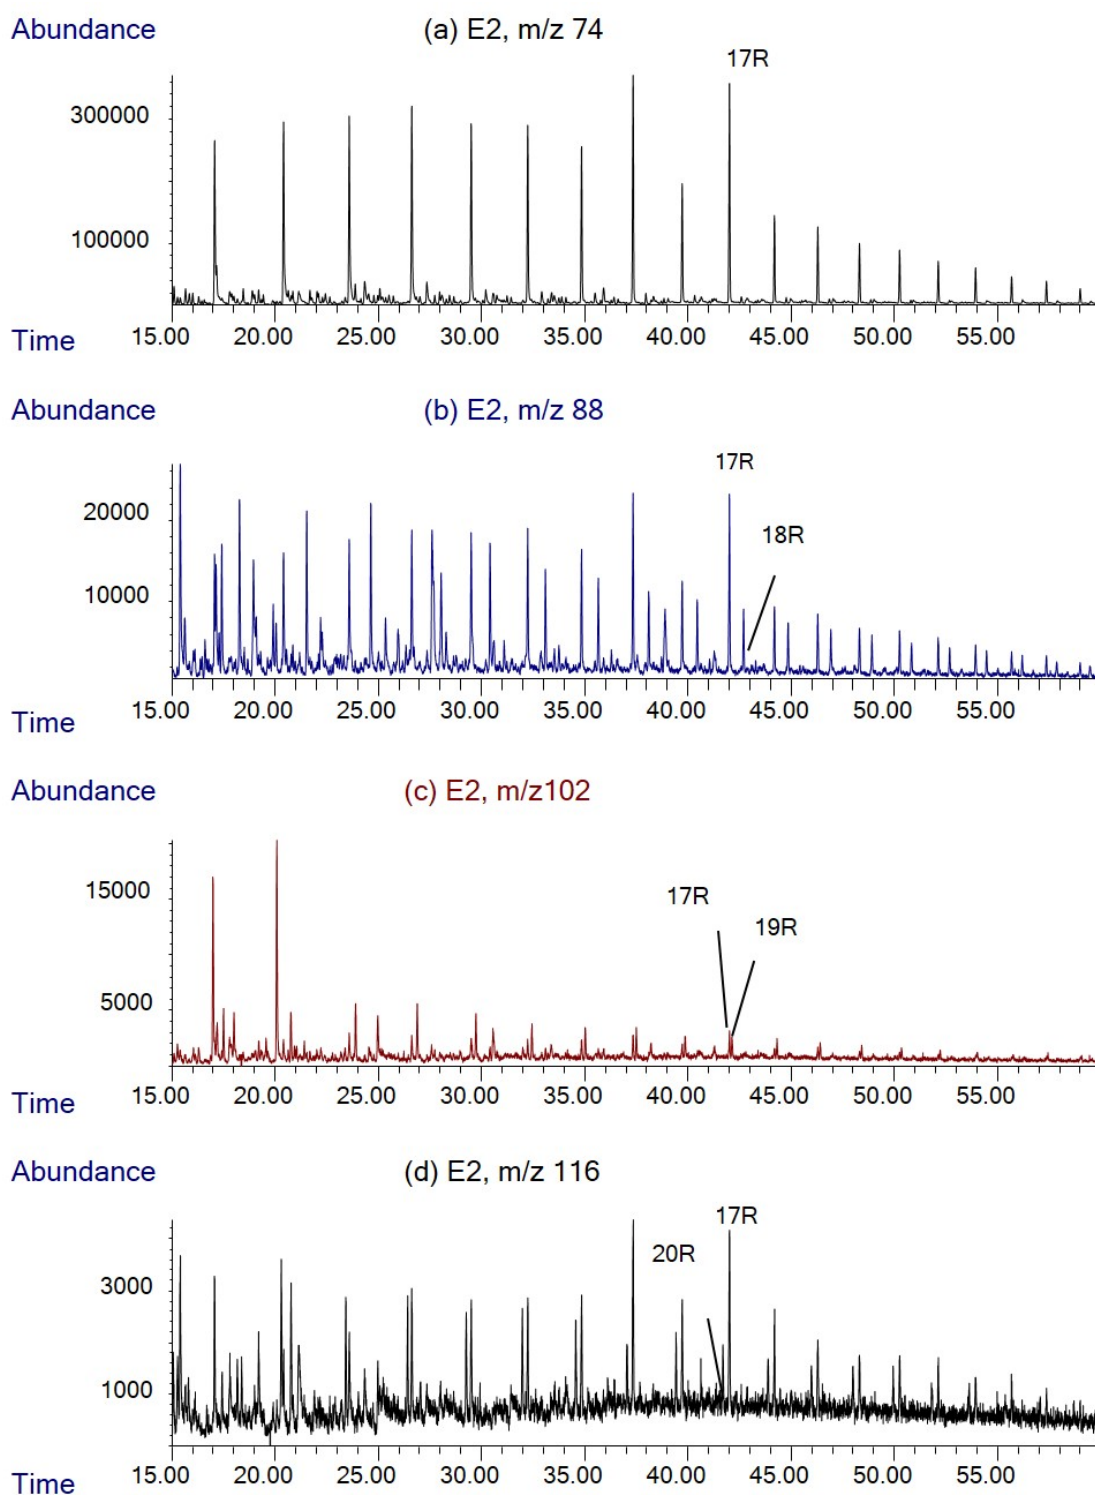 Abundance (a) E2, m/z 74
17R
300000
100000
Time 15.00 20.00 25.00 30.00 35.00 40.00 45.00 50.00 55.00
Abundance (b) E2, m/z 88
17R
20000
18R
10000
Time 15.00 20.00 25.00 30.00 35.00 40.00 45.00 50.00 55.00
Abundance (c) E2, m/z102
15000
17R
19R
5000
Time 15.00 20.00 25.00 30.00 35.00 40.00 45.00 50.00 55.00
Abundance (d) E2, m/z 116
17R
20R
3000
1000
Time 15.00 20.00 25.00 30.00 35.00 40.00 45.00 50.00 55.00